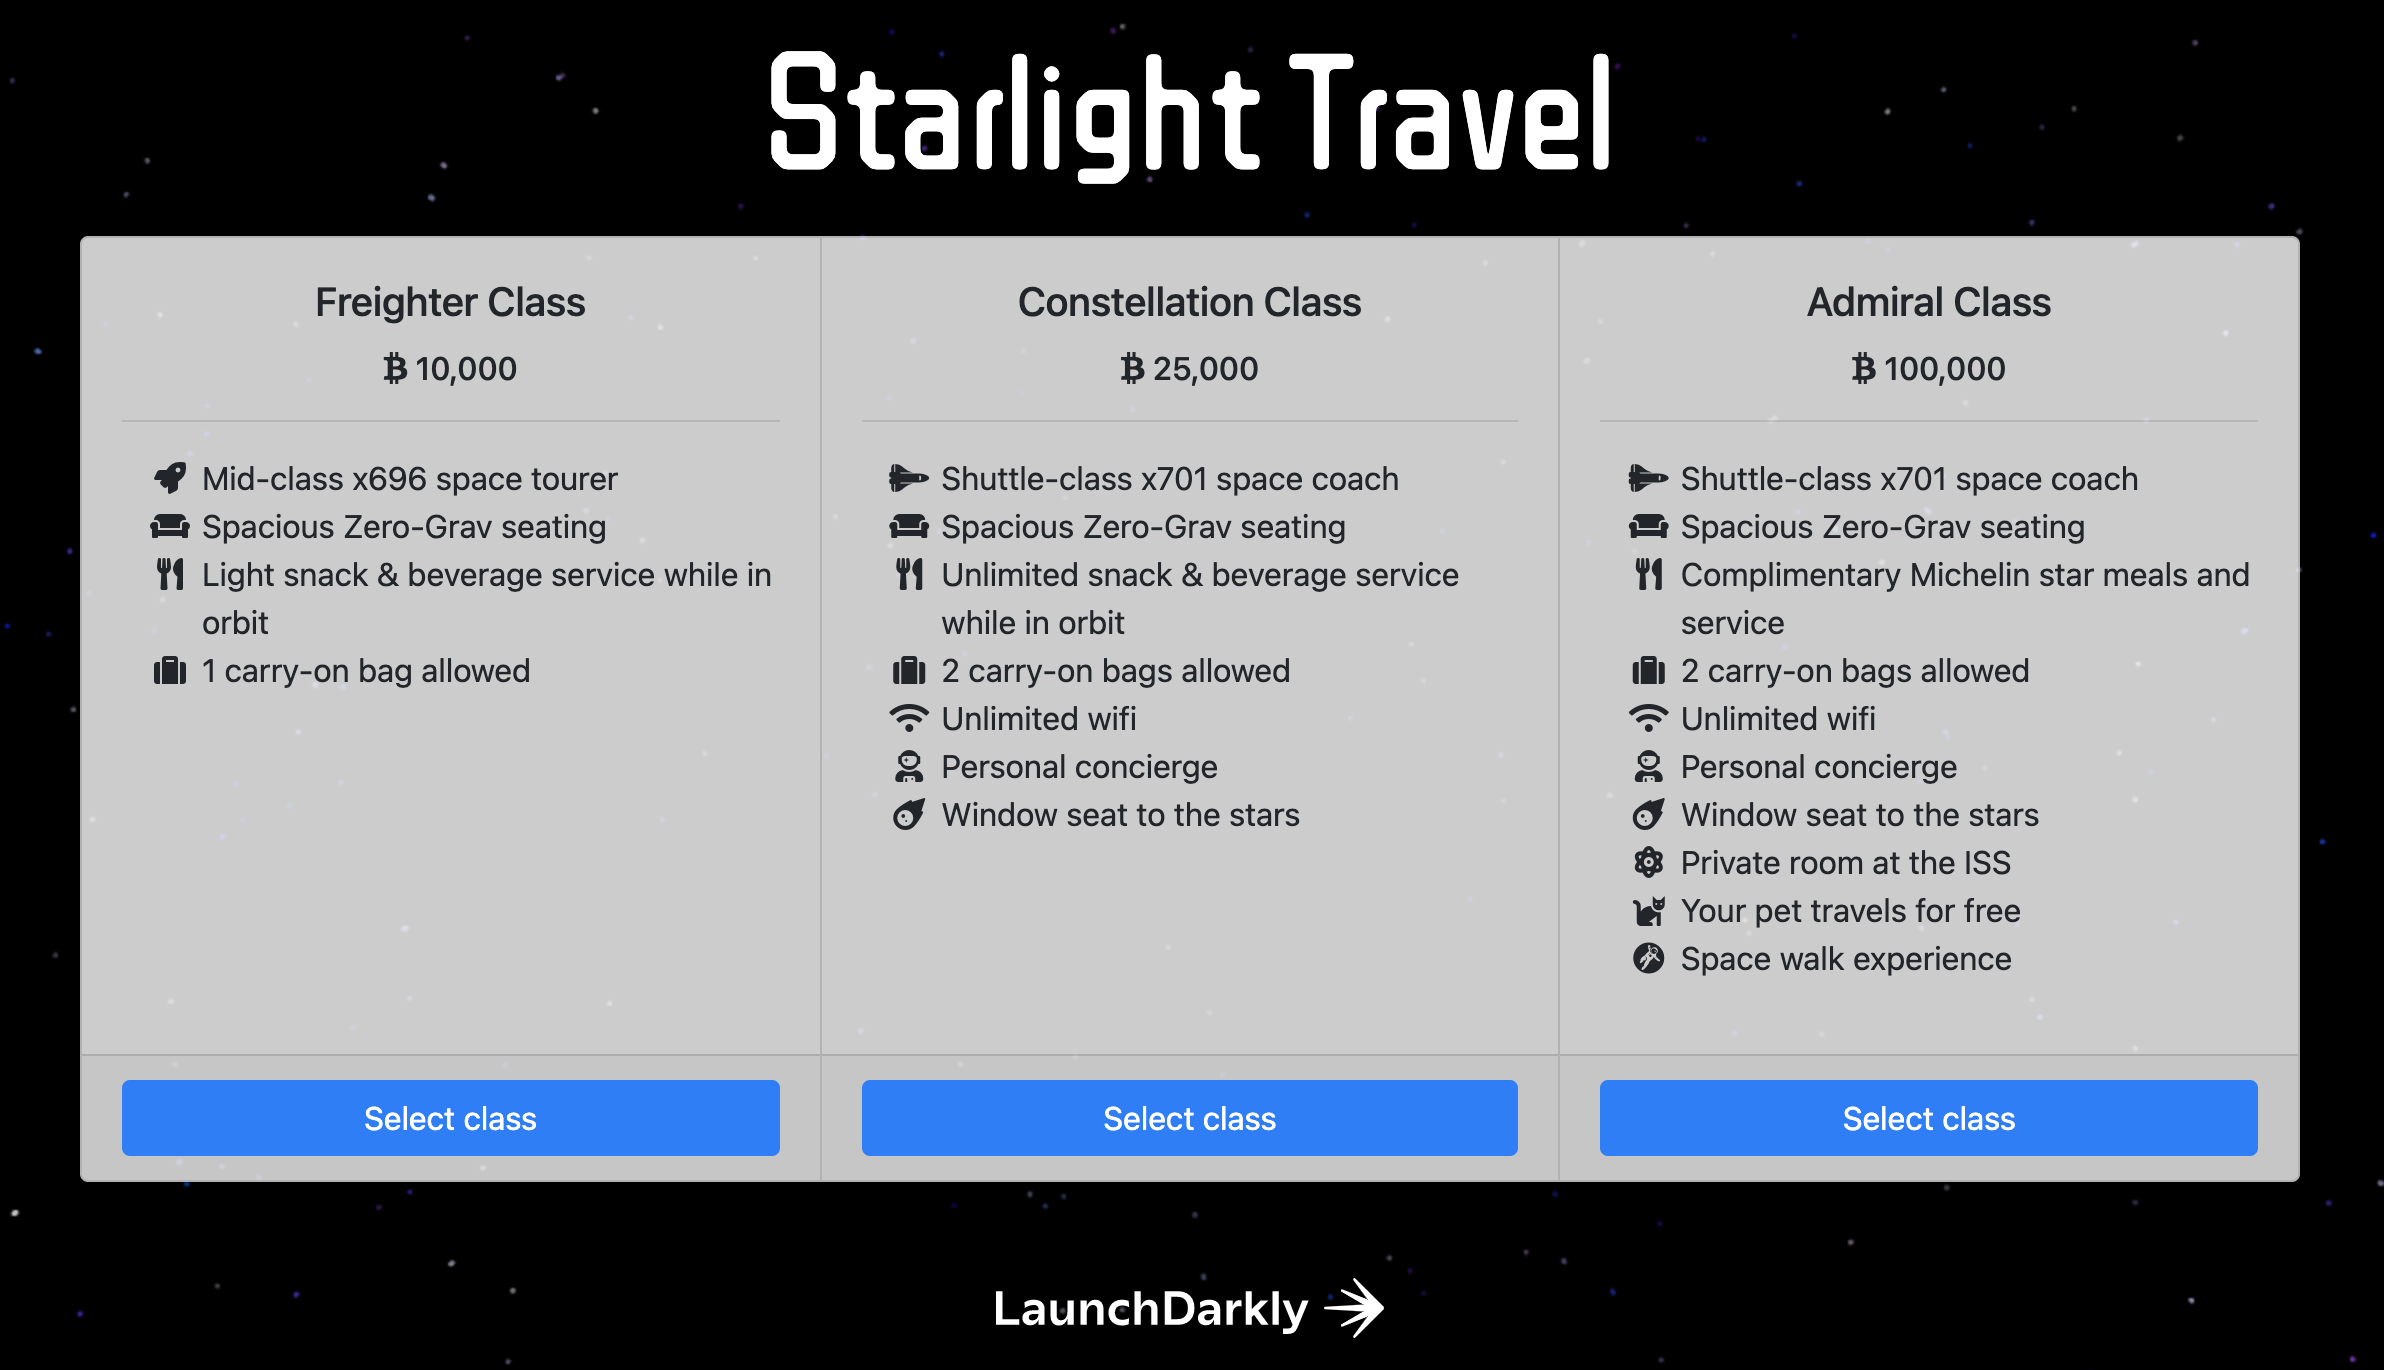 Starlight Travel
Freighter Class
₿ 10,000
Mid-class x696 space tourer
Spacious Zero-Grav seating
Light snack & beverage service while in
orbit
1 carry-on bag allowed
Select class
Constellation Class
₿ 25,000
Shuttle-class x701 space coach
Spacious Zero-Grav seating
Unlimited snack & beverage service
while in orbit
2 carry-on bags allowed
Unlimited wifi
Personal concierge
Window seat to the stars
Select class
Admiral Class
₿ 100,000
Shuttle-class x701 space coach
Spacious Zero-Grav seating
Complimentary Michelin star meals and
service
2 carry-on bags allowed
Unlimited wifi
Personal concierge
Window seat to the stars
Private room at the ISS
Your pet travels for free
Space walk experience
Select class
LaunchDarkly